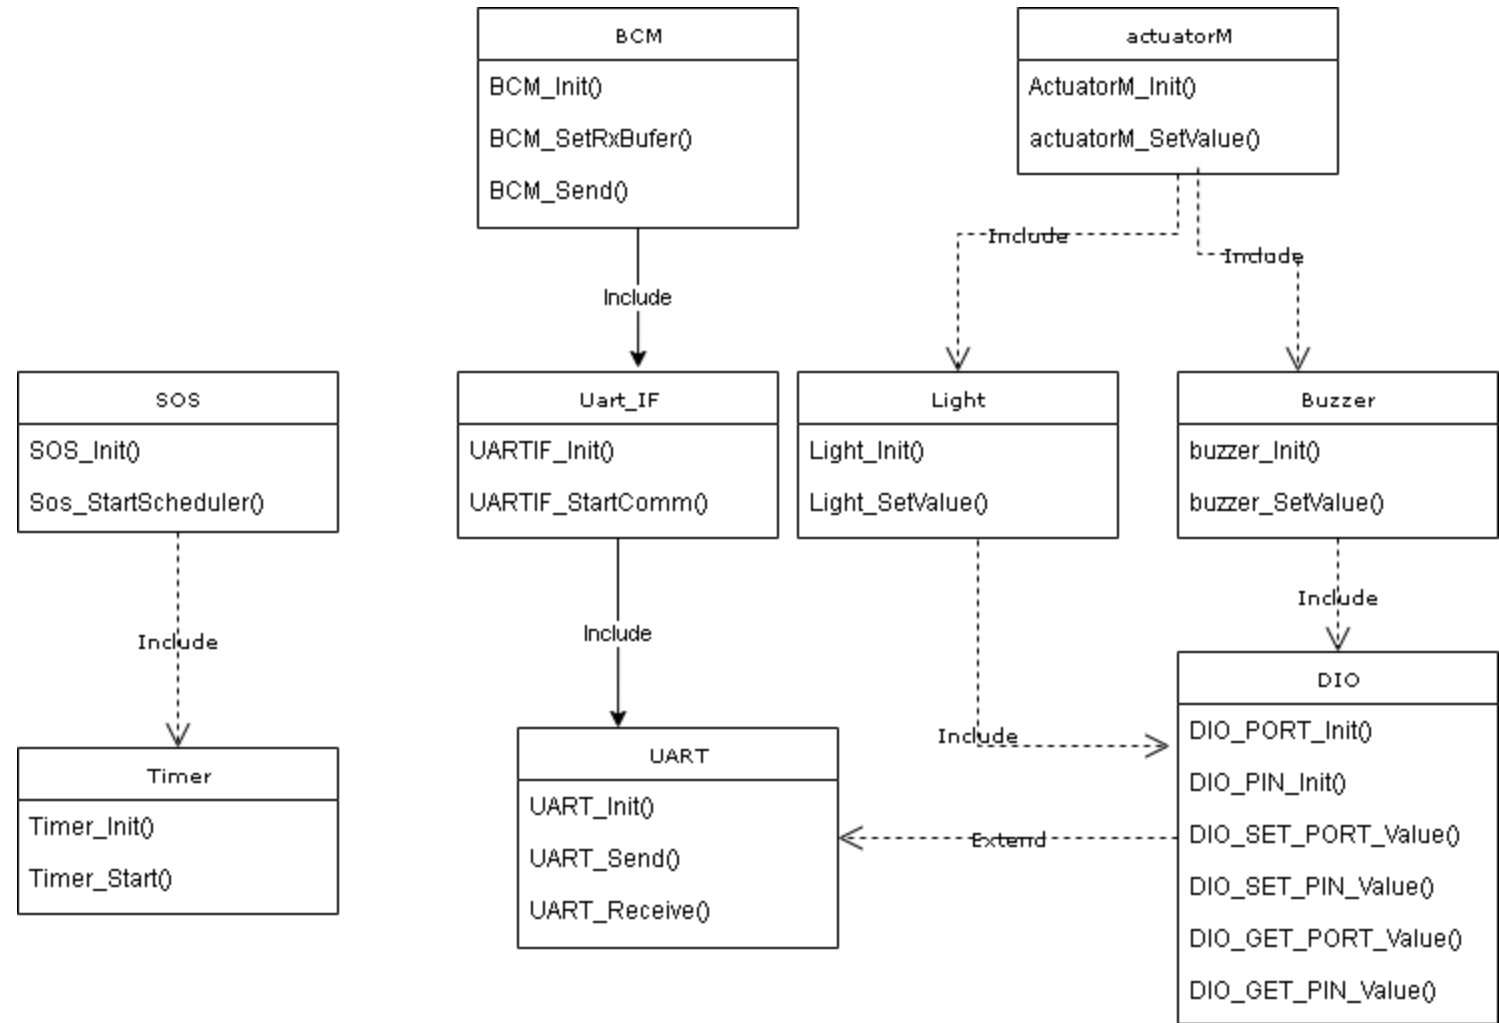 BCM
BCM_Init()
BCM_SetRxBufer()
BCM_Send()
actuatorM
ActuatorM_Init()
actuatorM_SetValue()
Include
Include
Include
SOS
SOS_Init()
Sos_StartScheduler()
Uart_IF
UARTIF_Init()
UARTIF_StartComm()
Light
Light_Init()
Light_SetValue()
Buzzer
buzzer_Init()
buzzer_SetValue()
Include
Include
Include
Include
Timer
Timer_Init()
Timer_Start()
UART
UART_Init()
UART_Send()
UART_Receive()
Extend
DIO
DIO_PORT_Init()
DIO_PIN_Init()
DIO_SET_PORT_Value()
DIO_SET_PIN_Value()
DIO_GET_PORT_Value()
DIO_GET_PIN_Value()